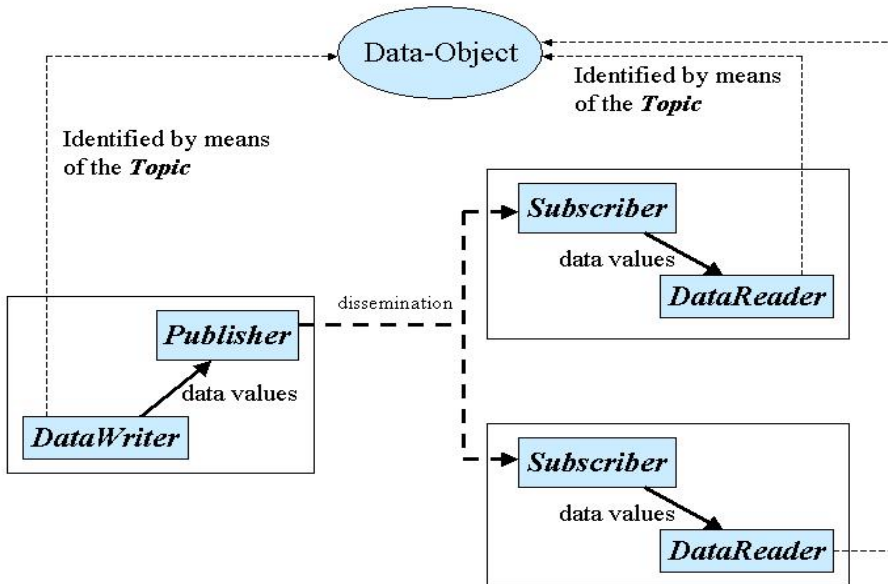 Data-Object
Identified by means
of the Topic
Identified by means
of the Topic
Subscriber
data values
DataReader
dissemination
Publisher
data values
DataWriter
Subscriber
data values
DataReader